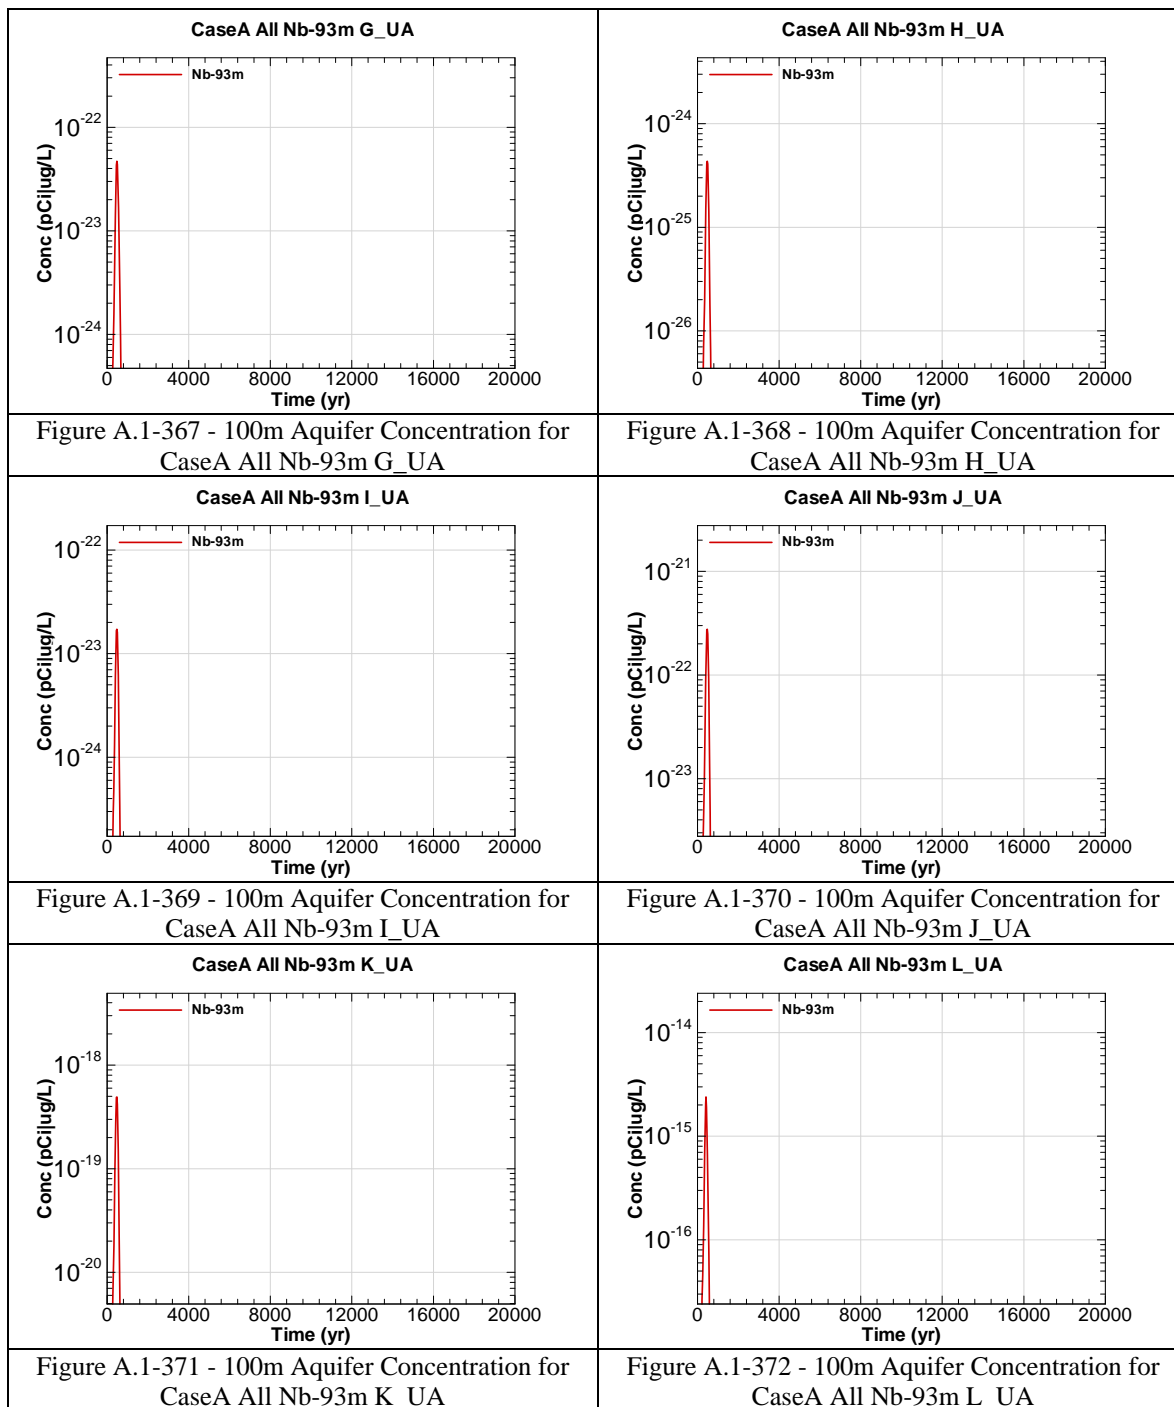 CaseA All Nb-93m G_UA
Nb-93m
10-22
10-23
10-24
Conc (pCi|ug/L)
0 4000 8000 12000 16000 20000
Time (yr)
Figure A.1-367 - 100m Aquifer Concentration for
CaseA All Nb-93m G_UA
CaseA All Nb-93m H_UA
Nb-93m
10-24
10-25
10-26
Conc (pCi|ug/L)
0 4000 8000 12000 16000 20000
Time (yr)
Figure A.1-368 - 100m Aquifer Concentration for
CaseA All Nb-93m H_UA
CaseA All Nb-93m I_UA
Nb-93m
10-22
10-23
10-24
Conc (pCi|ug/L)
0 4000 8000 12000 16000 20000
Time (yr)
Figure A.1-369 - 100m Aquifer Concentration for
CaseA All Nb-93m I_UA
CaseA All Nb-93m J_UA
Nb-93m
10-21
10-22
10-23
Conc (pCi|ug/L)
0 4000 8000 12000 16000 20000
Time (yr)
Figure A.1-370 - 100m Aquifer Concentration for
CaseA All Nb-93m J_UA
CaseA All Nb-93m K_UA
Nb-93m
10-18
10-19
10-20
Conc (pCi|ug/L)
0 4000 8000 12000 16000 20000
Time (yr)
Figure A.1-371 - 100m Aquifer Concentration for
CaseA All Nb-93m K_UA
CaseA All Nb-93m L_UA
Nb-93m
10-14
10-15
10-16
Conc (pCi|ug/L)
0 4000 8000 12000 16000 20000
Time (yr)
Figure A.1-372 - 100m Aquifer Concentration for
CaseA All Nb-93m L_UA